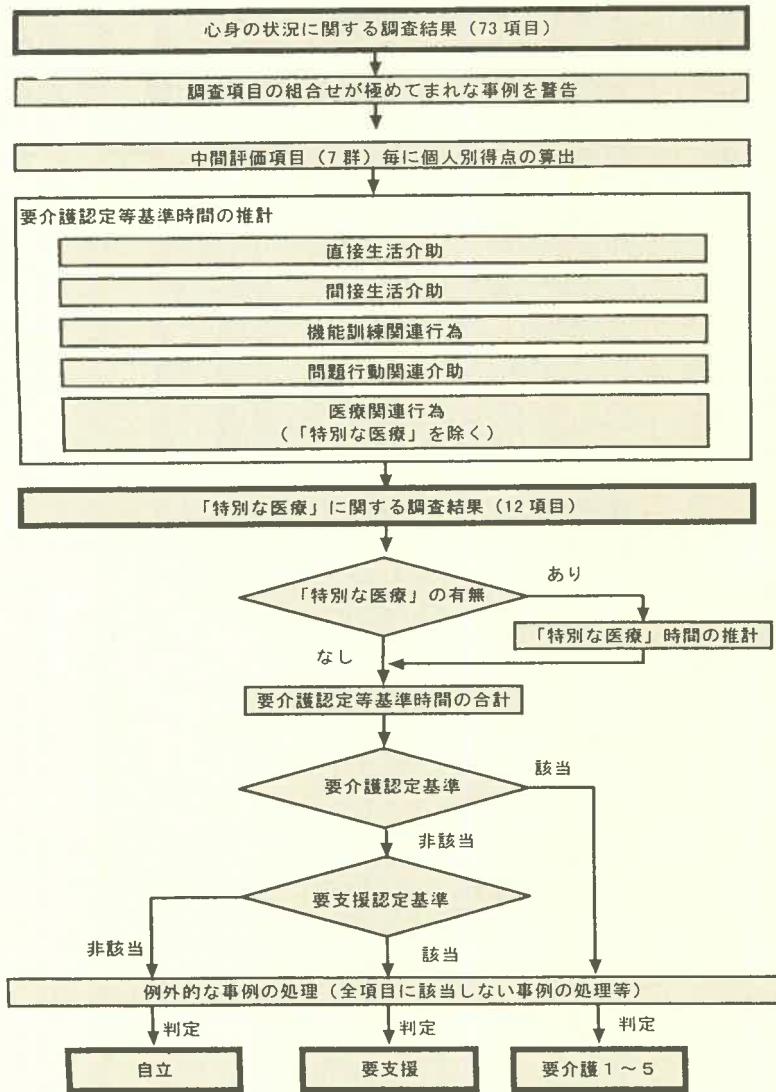 心身の状況に関する調査結果（73項目）
調査項目の組合せが極めてまれな事例を警告
中間評価項目（7群）毎に個人別得点の算出
要介護認定等基準時間の推計
直接生活介助
間接生活介助
機能訓練関連行為
問題行動関連介助
医療関連行為
（「特別な医療」を除く）
「特別な医療」に関する調査結果（12項目）
「特別な医療」の有無
あり
「特別な医療」時間の推計
なし
要介護認定等基準時間の合計
要介護認定基準
該当
非該当
要支援認定基準
非該当
該当
例外的な事例の処理（全項目に該当しない事例の処理等）
判定
判定
判定
自立
要支援
要介護1～5